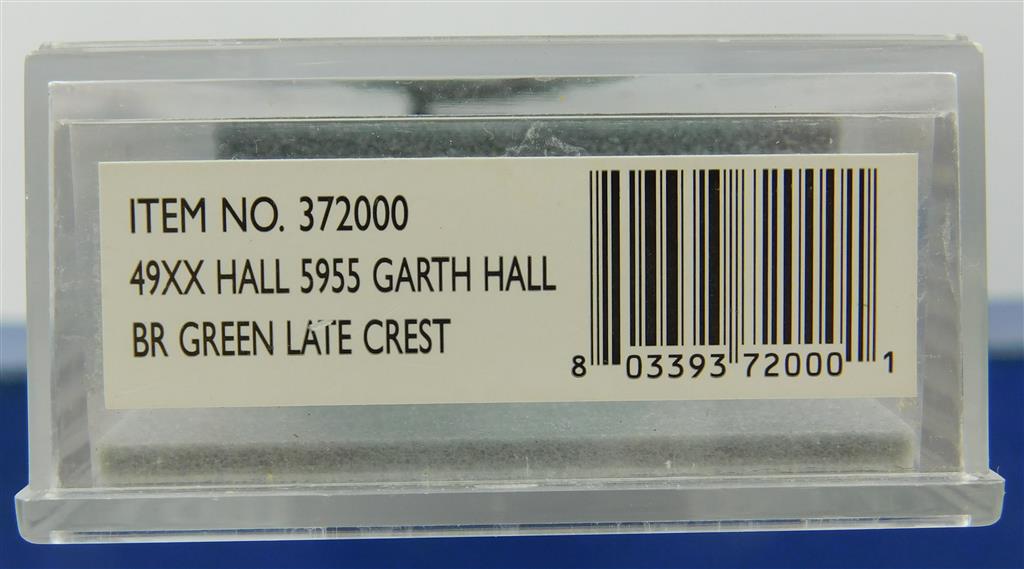 ITEM NO. 372000
49XX HALL 5955 GARTH HALL
BR GREEN LATE CREST
8 03393 72000 1